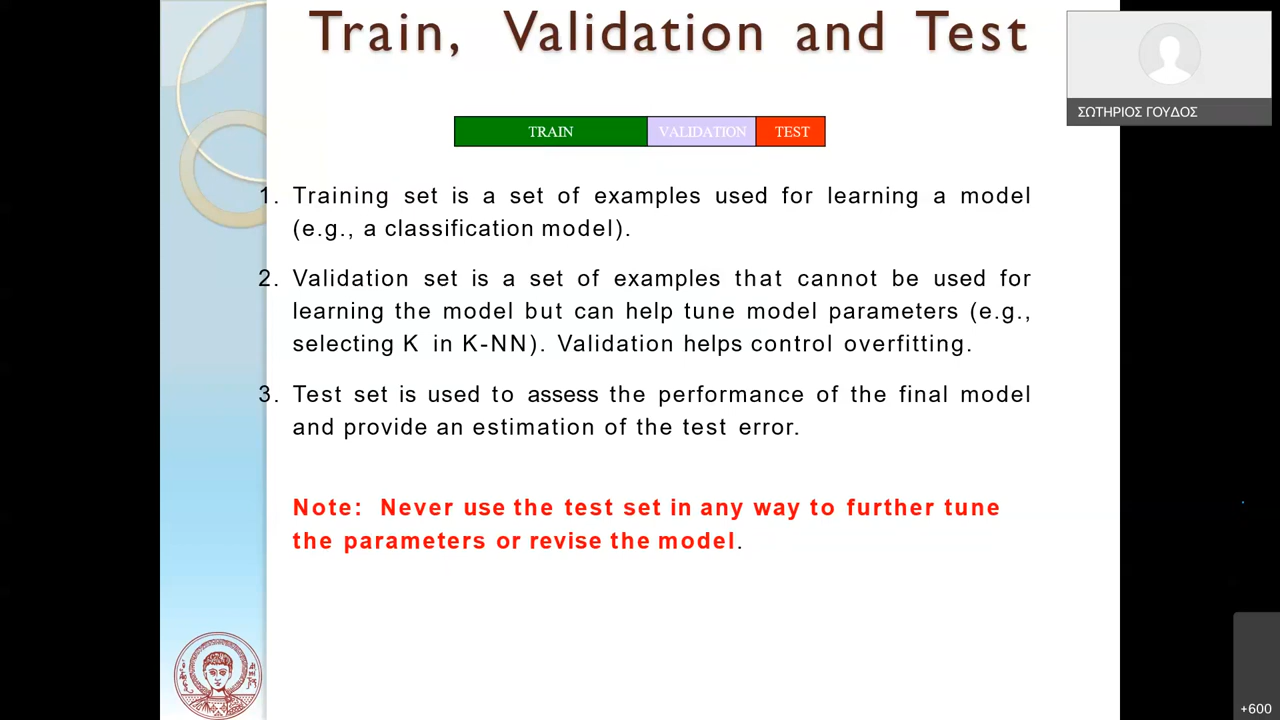 Train, Validation and Test
ΣΩΤΗΡΙΟΣ ΓΟΥΔΟΣ
TRAIN VALIDATION TEST
1. Training set is a set of examples used for learning a model
(e.g., a classification model).
2. Validation set is a set of examples that cannot be used for
learning the model but can help tune model parameters (e.g.,
selecting K in K-NN). Validation helps control overfitting.
3. Test set is used to assess the performance of the final model
and provide an estimation of the test error.
Note: Never use the test set in any way to further tune
the parameters or revise the model.
+600